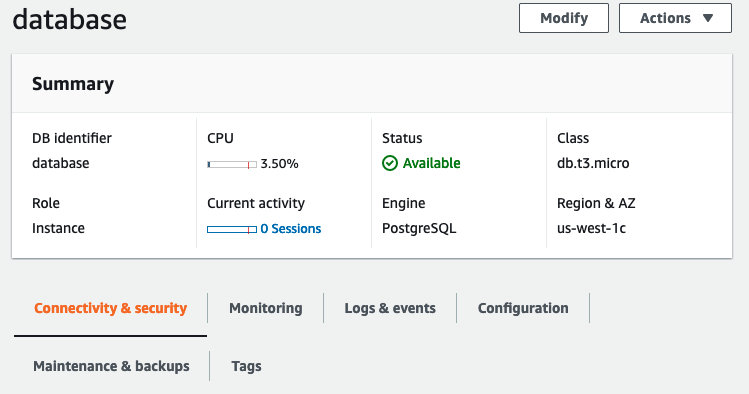 database
Modify
Actions
Summary
DB identifier
database
CPU
3.50%
Status
Available
Class
db.t3.micro
Role
Instance
Current activity
0 Sessions
Engine
PostgreSQL
Region & AZ
us-west-1c
Connectivity & security
Monitoring
Logs & events
Configuration
Maintenance & backups
Tags